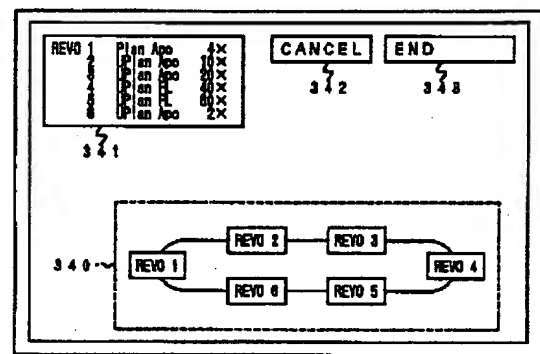 REVO 1 Plan Apo 4×
2 UPlan Apo 10×
3 UPlan Apo 20×
4 UPlan FL 40×
5 UPlan FL 60×
6 UPlan Apo 2×
341
CANCEL
342
END
343
340
REVO 1
REVO 2
REVO 3
REVO 4
REVO 6
REVO 5